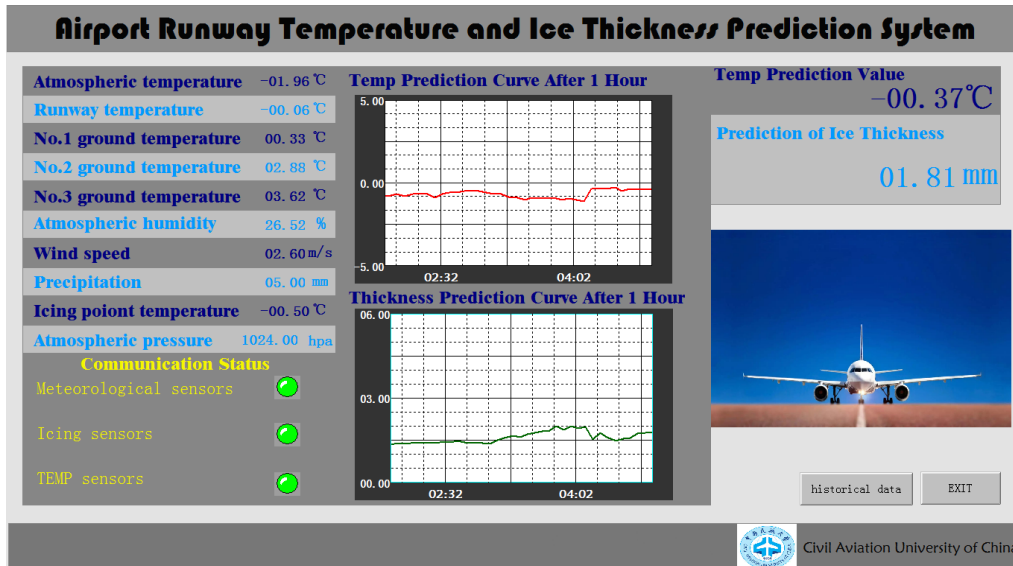 Airport Runway Temperature and Ice Thickness Prediction System
Atmospheric temperature -01.96℃
Runway temperature -00.06℃
No.1 ground temperature 00.33 ℃
No.2 ground temperature 02.88 ℃
No.3 ground temperature 03.62 ℃
Atmospheric humidity 26.52 %
Wind speed 02.60 m/s
Precipitation 05.00 mm
Icing poiont temperature -00.50℃
Atmospheric pressure 1024.00 hpa
Communication Status
Meteorological sensors
Icing sensors
TEMP sensors
Temp Prediction Curve After 1 Hour
5.00
0.00
-5.00
02:32 04:02
Thickness Prediction Curve After 1 Hour
06.00
03.00
00.00
02:32 04:02
Temp Prediction Value
-00.37℃
Prediction of Ice Thickness
01.81 mm
historical data EXIT
Civil Aviation University of China